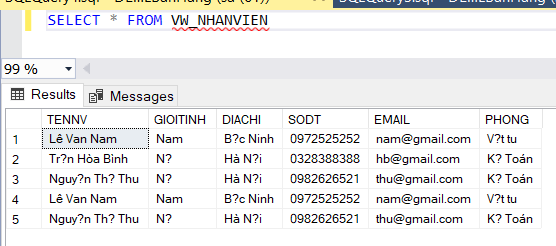 SELECT * FROM VW_NHANVIEN
99 %
Results Messages
TENNV GIOITINH DIACHI SODT EMAIL PHONG
1 Lê Van Nam Nam B?c Ninh 0972525252 nam@gmail.com V?t tu
2 Tr?n Hòa Bình N? Hà N?i 0328388388 hb@gmail.com K? Toán
3 Nguy?n Th? Thu N? Hà N?i 0982626521 thu@gmail.com K? Toán
4 Lê Van Nam Nam B?c Ninh 0972525252 nam@gmail.com V?t tu
5 Nguy?n Th? Thu N? Hà N?i 0982626521 thu@gmail.com K? Toán